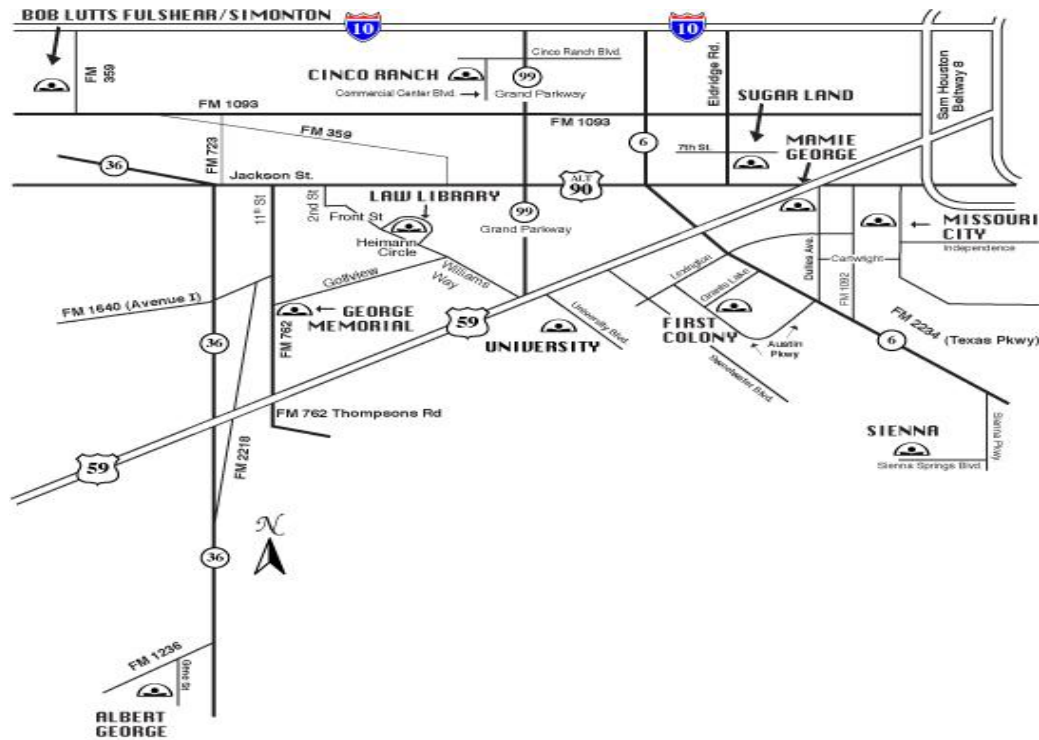 BOB LUTTS FULSHEAR/SIMONTON
10
10
FM 359
CINCO RANCH
Commercial Center Blvd.
Cinco Ranch Blvd.
99
Grand Parkway
Eldridge Rd.
Sam Houston
Beltway 8
SUGAR LAND
FM 1093
FM 1093
FM 359
FM 723
6
7th St.
MAMIE
GEORGE
36
Jackson St.
ALT
90
11th St
2nd St
LAW LIBRARY
Front St
Heimann
Circle
99
Grand Parkway
MISSOURI
CITY
Independence
Dulles Ave.
Cartwright
FM 1092
Golfview
Williams
Way
Lexington
Granite Lake
FM 1640 (Avenue I)
GEORGE
MEMORIAL
FM 762
59
UNIVERSITY
University Blvd
FIRST
COLONY
Austin
Pkwy
6
FM 2234 (Texas Pkwy)
36
Sweetwater Blvd.
FM 762 Thompsons Rd
FM 2218
59
SIENNA
Sienna Springs Blvd.
Sienna Pkwy
N
36
FM 1236
Gene St
ALBERT
GEORGE